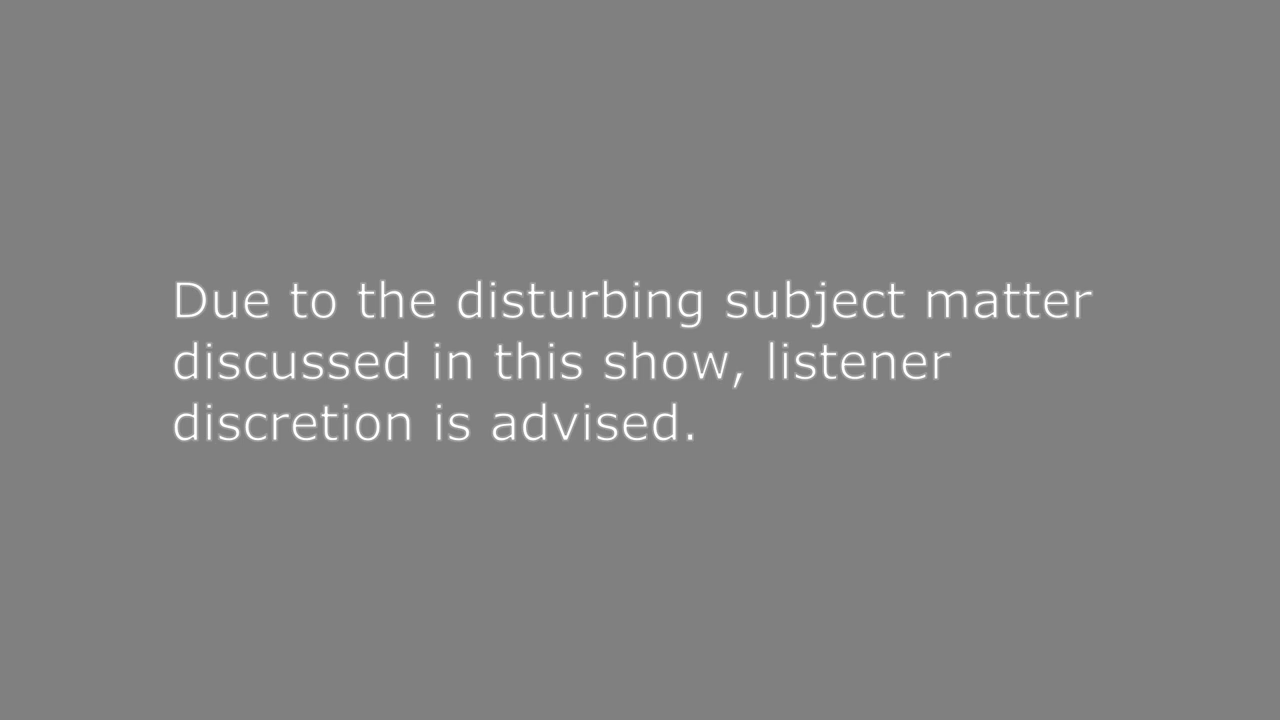 Due to the disturbing subject matter
discussed in this show, listener
discretion is advised.